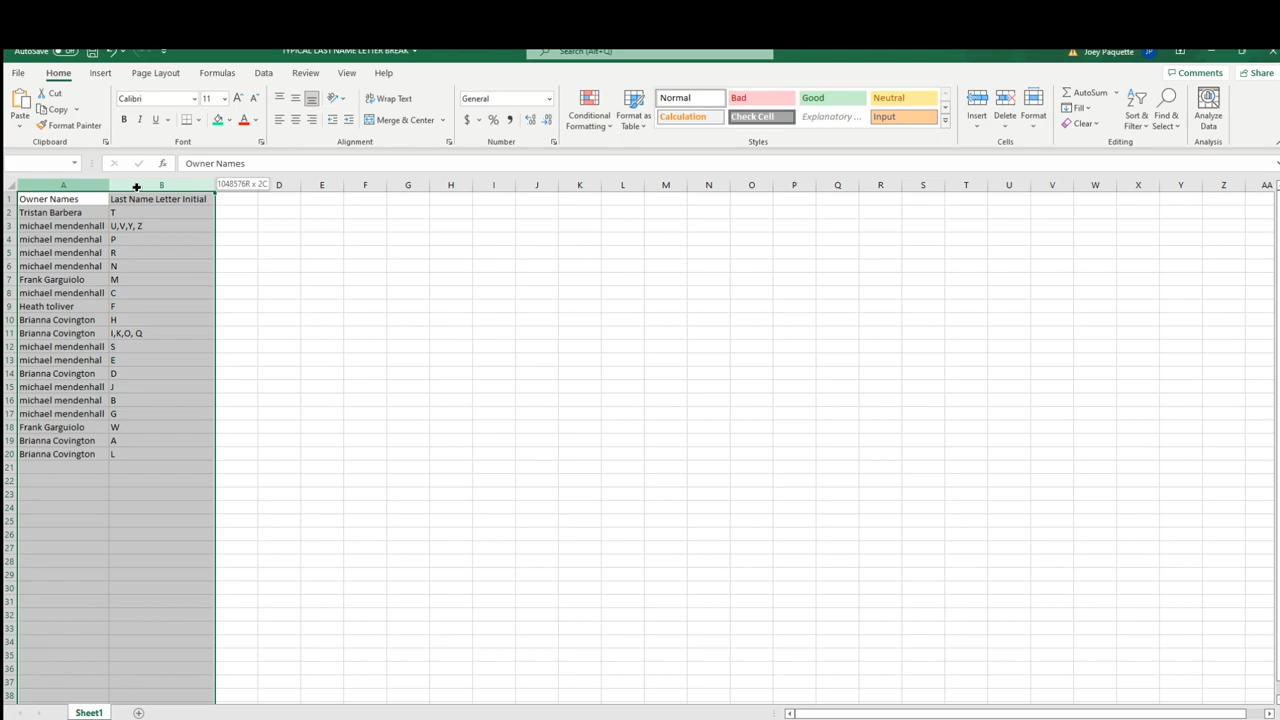 AutoSave Off TYPICAL LAST NAME LETTER BREAK Search (Alt+Q) Joey Paquette JP
File Home Insert Page Layout Formulas Data Review View Help Comments Share
Paste Cut Copy Format Painter
Clipboard
Calibri 11
B I U
Font
Wrap Text
Merge & Center
Alignment
General
$ % 9
Number
Conditional Formatting Format as Table
Normal Bad Good Neutral
Calculation Check Cell Explanatory ... Input
Styles
Insert Delete Format
Cells
AutoSum
Fill
Clear
Sort & Filter Find & Select
Editing
Analyze Data
Analysis
fx Owner Names
A B 1048576R x 2C D E F G H I J K L M N O P Q R S T U V W X Y Z AA
1 Owner Names Last Name Letter Initial
2 Tristan Barbera T
3 michael mendenhall U,V,Y, Z
4 michael mendenhal P
5 michael mendenhal R
6 michael mendenhal N
7 Frank Garguiolo M
8 michael mendenhall C
9 Heath toliver F
10 Brianna Covington H
11 Brianna Covington I,K,O, Q
12 michael mendenhall S
13 michael mendenhal E
14 Brianna Covington D
15 michael mendenhall J
16 michael mendenhal B
17 michael mendenhall G
18 Frank Garguiolo W
19 Brianna Covington A
20 Brianna Covington L
21
22
23
24
25
26
27
28
29
30
31
32
33
34
35
36
37
38
Sheet1